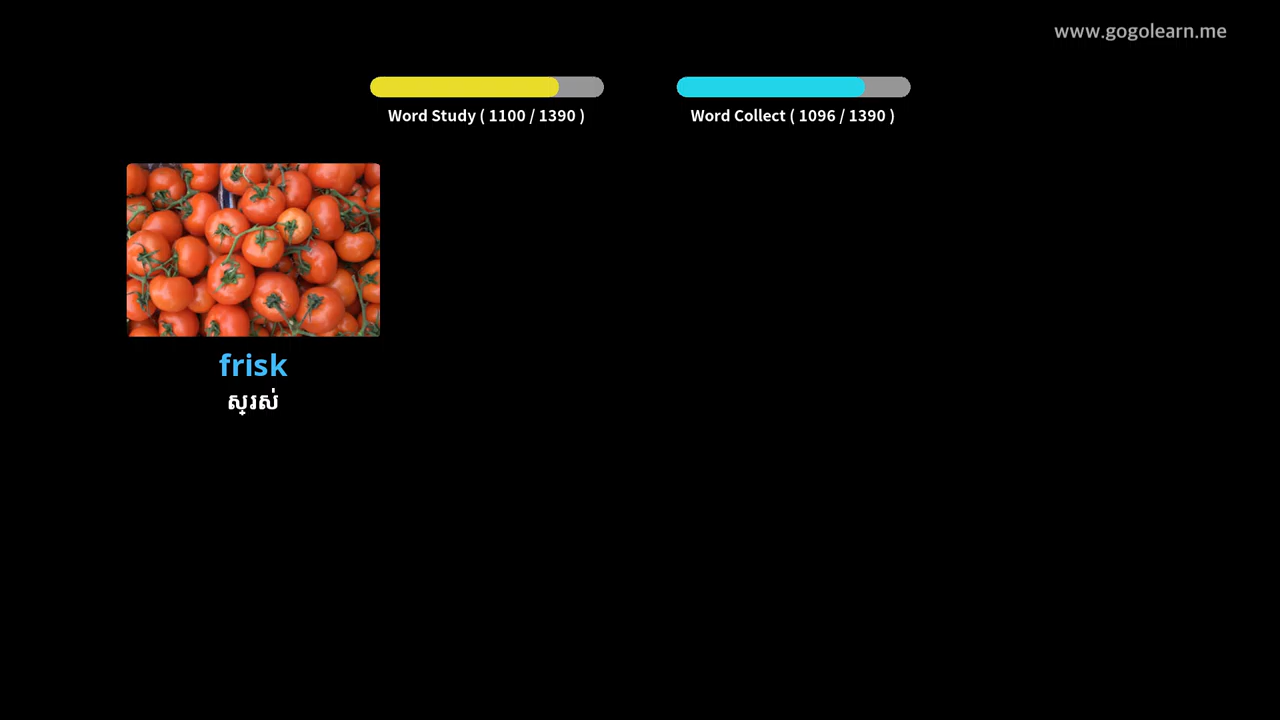 www.gogolearn.me
Word Study ( 1100 / 1390 )
Word Collect ( 1096 / 1390 )
frisk
ស្រស់